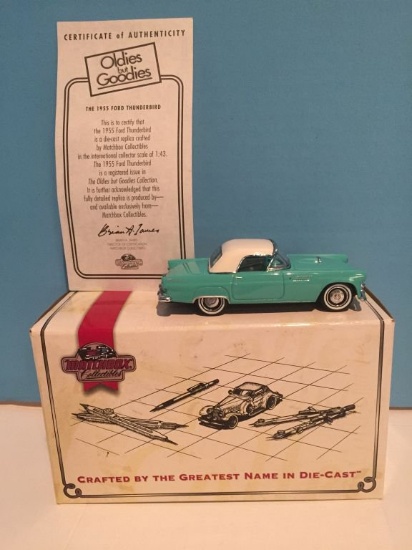 CERTIFICATE of AUTHENTICITY
Oldies
but
Goodies
THE 1955 FORD THUNDERBIRD
This is to certify that
the 1955 Ford Thunderbird
is a die-cast replica crafted
by Matchbox Collectibles
in the international collector scale of 1:43.
The 1955 Ford Thunderbird
is a registered issue in
The Oldies but Goodies Collection.
It is further acknowledged that this
fully detailed replica is produced by—
and available exclusively from—
Matchbox Collectibles.
MATCHBOX
Collectibles
CRAFTED BY THE GREATEST NAME IN DIE-CAST™